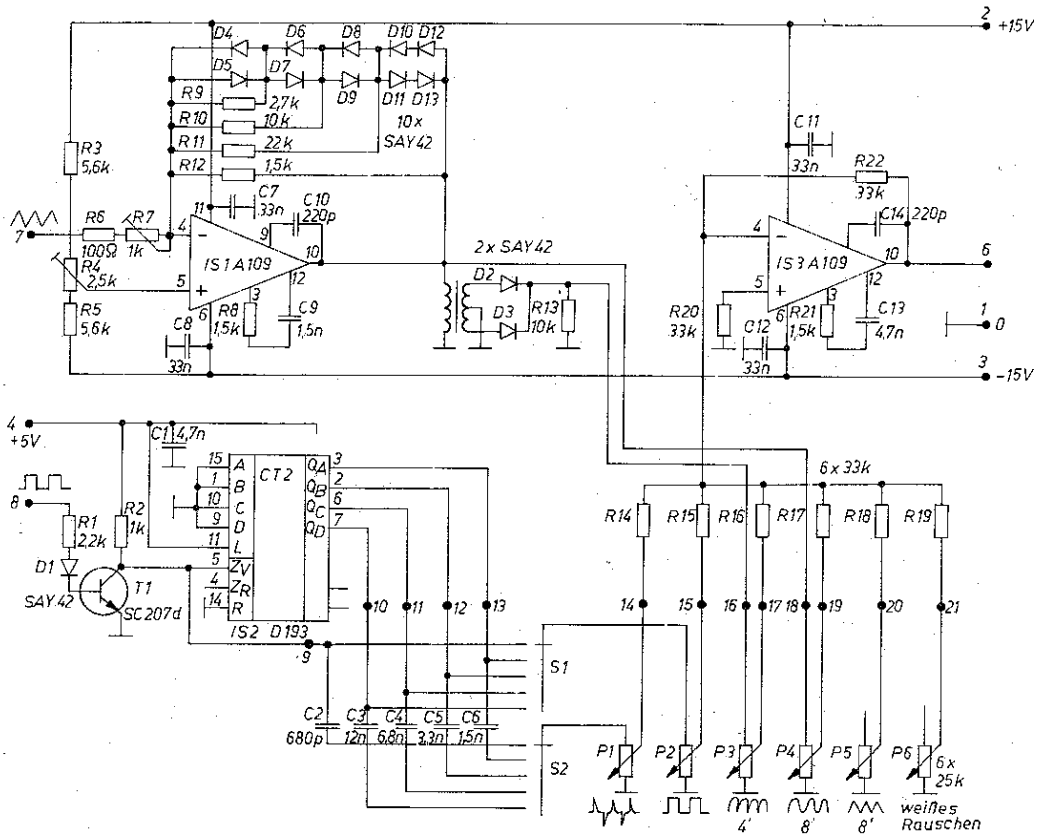 2
+15V
D4 D6 D8 D10 D12
D5 D7
D9 D11 D13
R9 2,7k
R10 10k
R11 22k
R12 1,5k
10x
SAY42
R3
5,6k
C7
33n
C10
220p
C11
33n
R22
33k
C14 220p
7
R6
100Ω
R7
1k
11
4
−
9
10
IS1 A109
5
+
12
3
6
R4
2,5k
R5
5,6k
R8
1,5k
C9
1,5n
C8
33n
2x SAY42
D2
D3
R13
10k
4
−
10
IS3 A109
5
+
12
3
6
6
R20
33k
R21
1,5k
C13
4,7n
C12
33n
1
0
3
−15V
4
+5V
C1 4,7n
8
R1
2,2k
R2
1k
D1
SAY42
T1
SC207d
15 A
1 B
10 C
9 D
11 L
5 ZV
4 ZR
14 R
CT2
QA 3
QB 2
QC 6
QD 7
IS2 D193
9
10 11 12 13
6x33k
R14 R15 R16 R17 R18 R19
14 15 16 17 18 19 20 21
S1
C2
680p
C3
12n
C4
6,8n
C5
3,3n
C6
1,5n
S2
P1 P2 P3 P4 P5 P6
6x
25k
4' 8' 8'
weißes
Rauschen